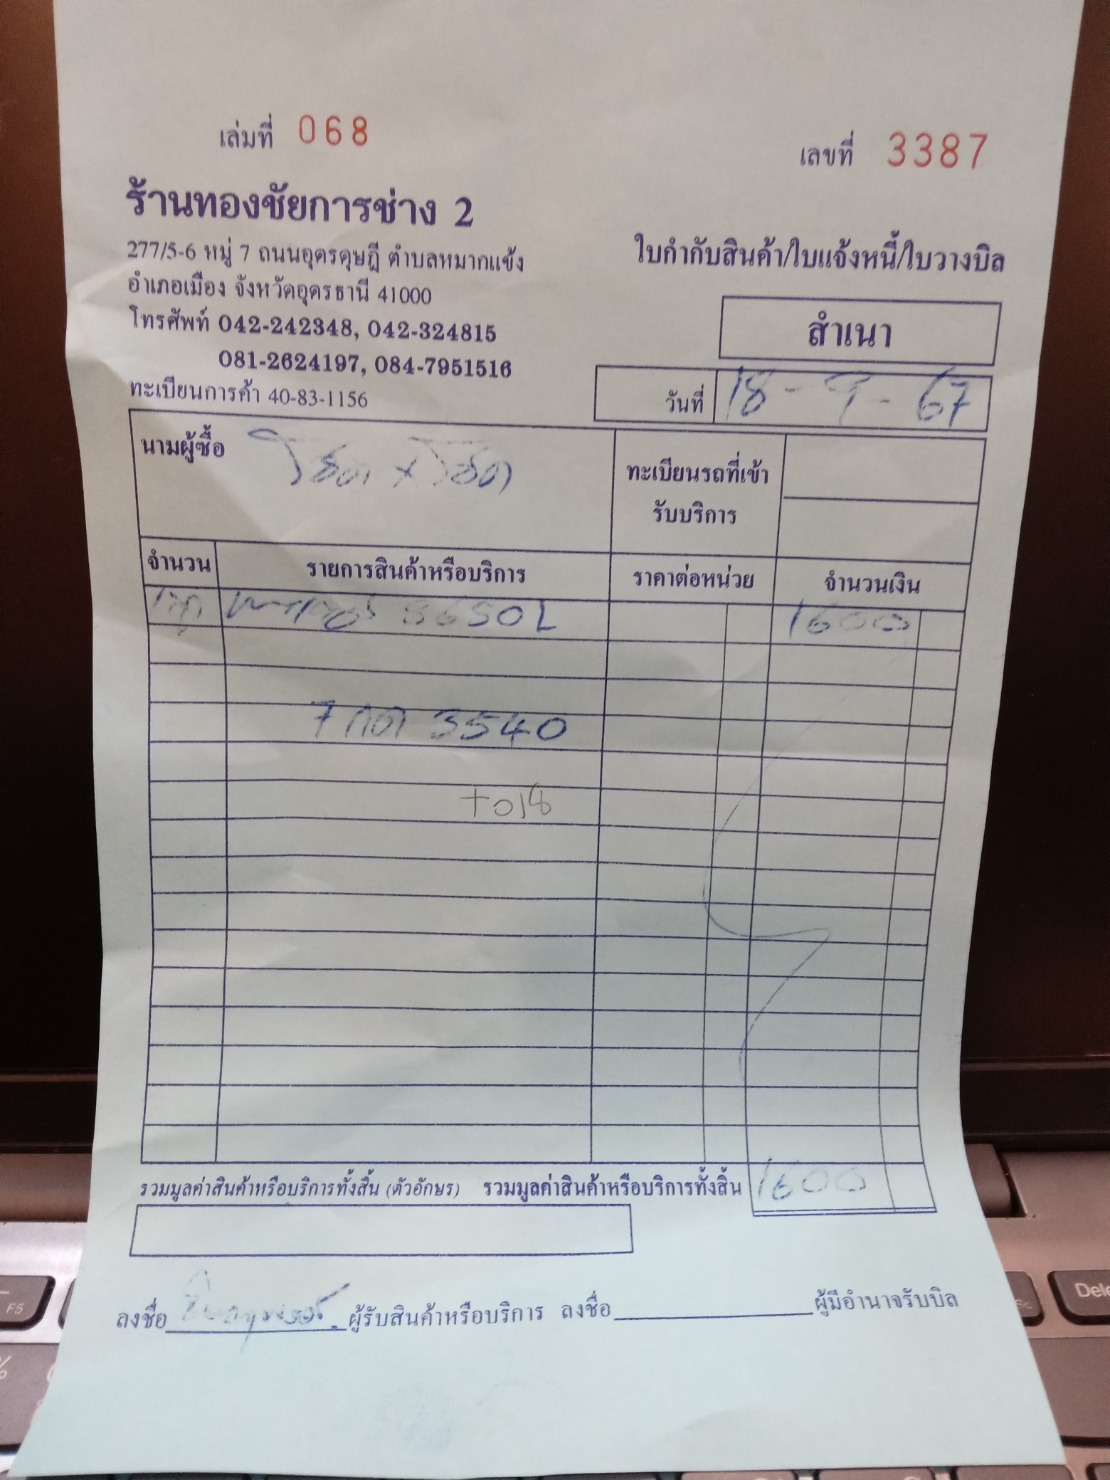 เล่มที่ 068
เลขที่ 3387
ร้านทองชัยการช่าง 2
277/5-6 หมู่ 7 ถนนอุดรดุษฎี ตำบลหมากแข้ง
อำเภอเมือง จังหวัดอุดรธานี 41000
โทรศัพท์ 042-242348, 042-324815
081-2624197, 084-7951516
ทะเบียนการค้า 40-83-1156
ใบกำกับสินค้า/ใบแจ้งหนี้/ใบวางบิล
สำเนา
วันที่ 18-9-67
นามผู้ซื้อ
ทะเบียนรถที่เข้า
รับบริการ
จำนวน รายการสินค้าหรือบริการ ราคาต่อหน่วย จำนวนเงิน
1600
3540
รวมมูลค่าสินค้าหรือบริการทั้งสิ้น (ตัวอักษร) รวมมูลค่าสินค้าหรือบริการทั้งสิ้น 1600
ลงชื่อ ผู้รับสินค้าหรือบริการ ลงชื่อ ผู้มีอำนาจรับบิล
F5
Dele